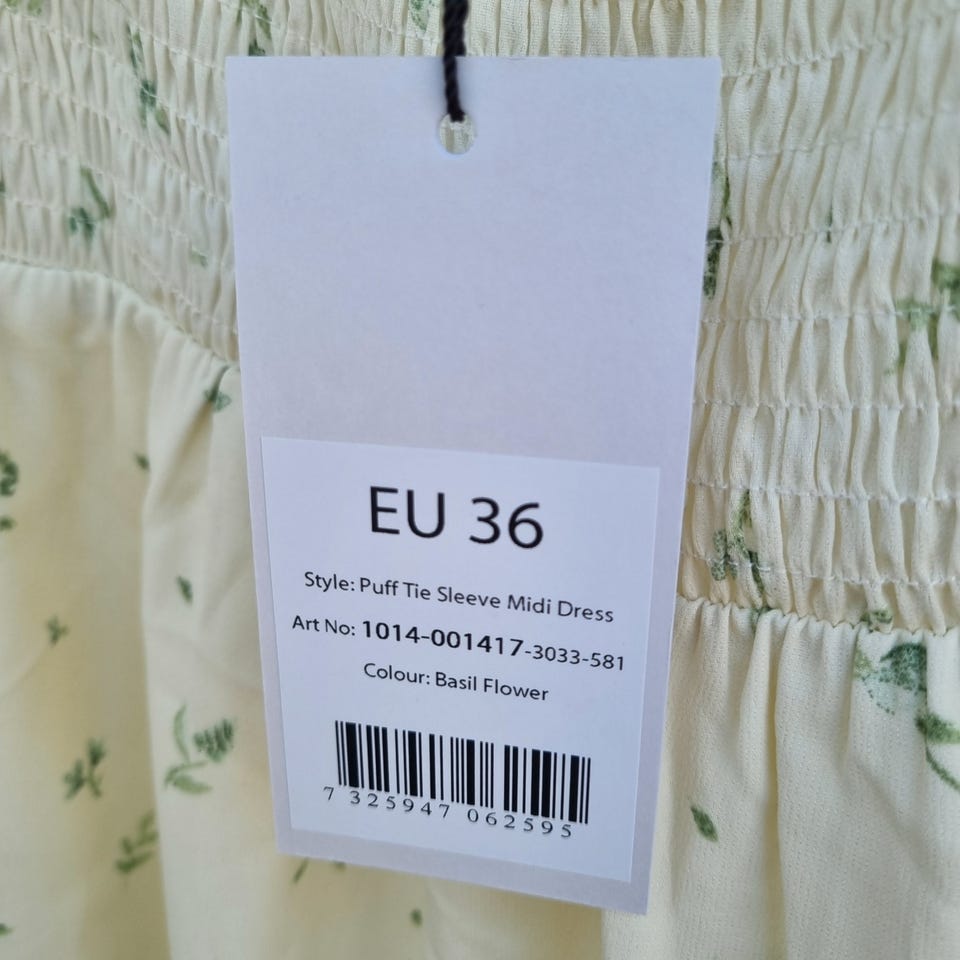 EU 36
Style: Puff Tie Sleeve Midi Dress
Art No: 1014-001417-3033-581
Colour: Basil Flower
7 325947 062595